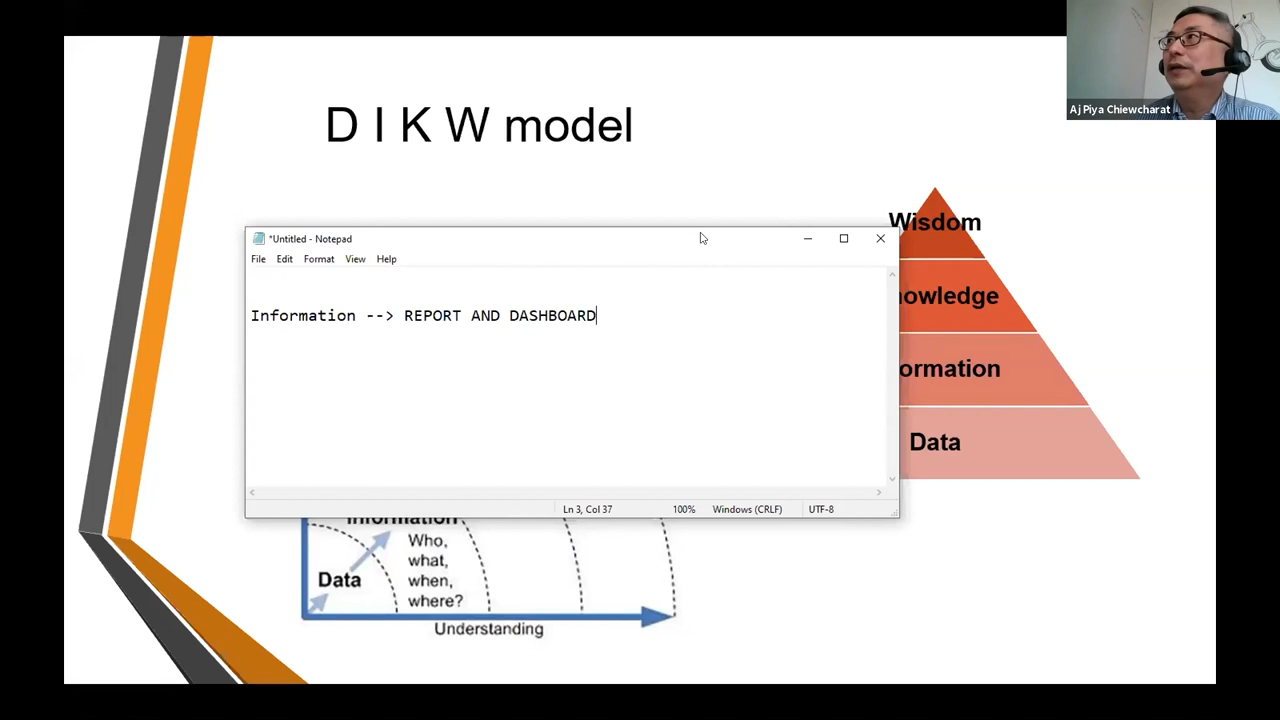 D I K W model
Aj Piya Chiewcharat
*Untitled - Notepad
File Edit Format View Help
Information --> REPORT AND DASHBOARD
Ln 3, Col 37 100% Windows (CRLF) UTF-8
Wisdom
nowledge
ormation
Data
Information
Who,
what,
when,
where?
Data
Understanding